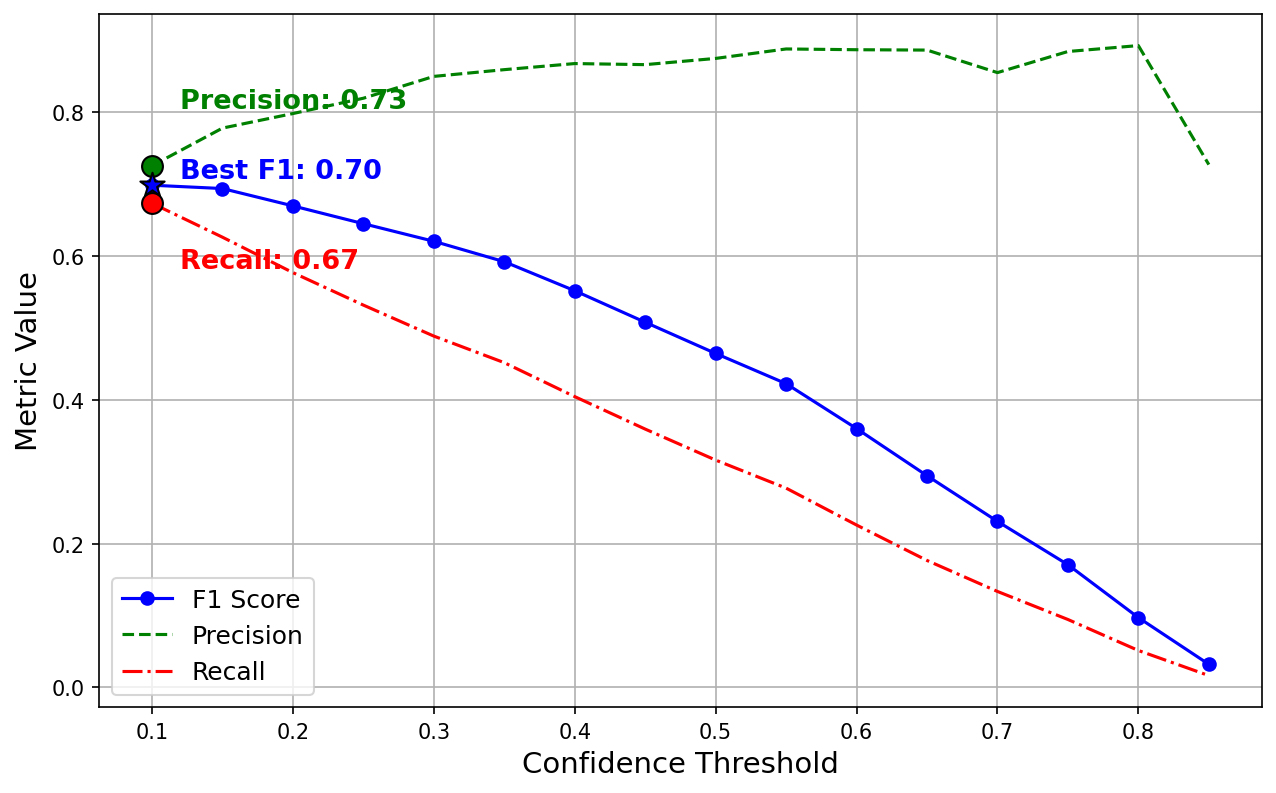 Precision: 0.73
Best F1: 0.70
Recall: 0.67
Metric Value
0.8
0.6
0.4
0.2
0.0
F1 Score
Precision
Recall
0.1 0.2 0.3 0.4 0.5 0.6 0.7 0.8
Confidence Threshold